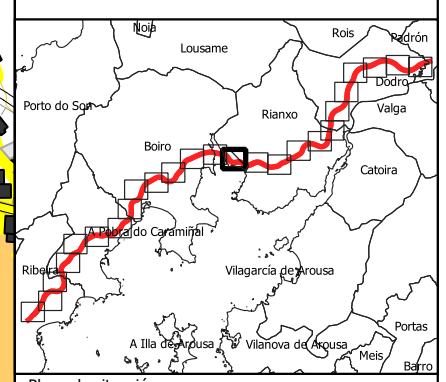 Noia
Rois
Padrón
Lousame
Dodro
Porto do Son
Valga
Rianxo
Boiro
Catoira
A Pobra do Caramiñal
Ribeira
Vilagarcía de Arousa
Portas
A Illa de Arousa
Vilanova de Arousa
Meis
Barro